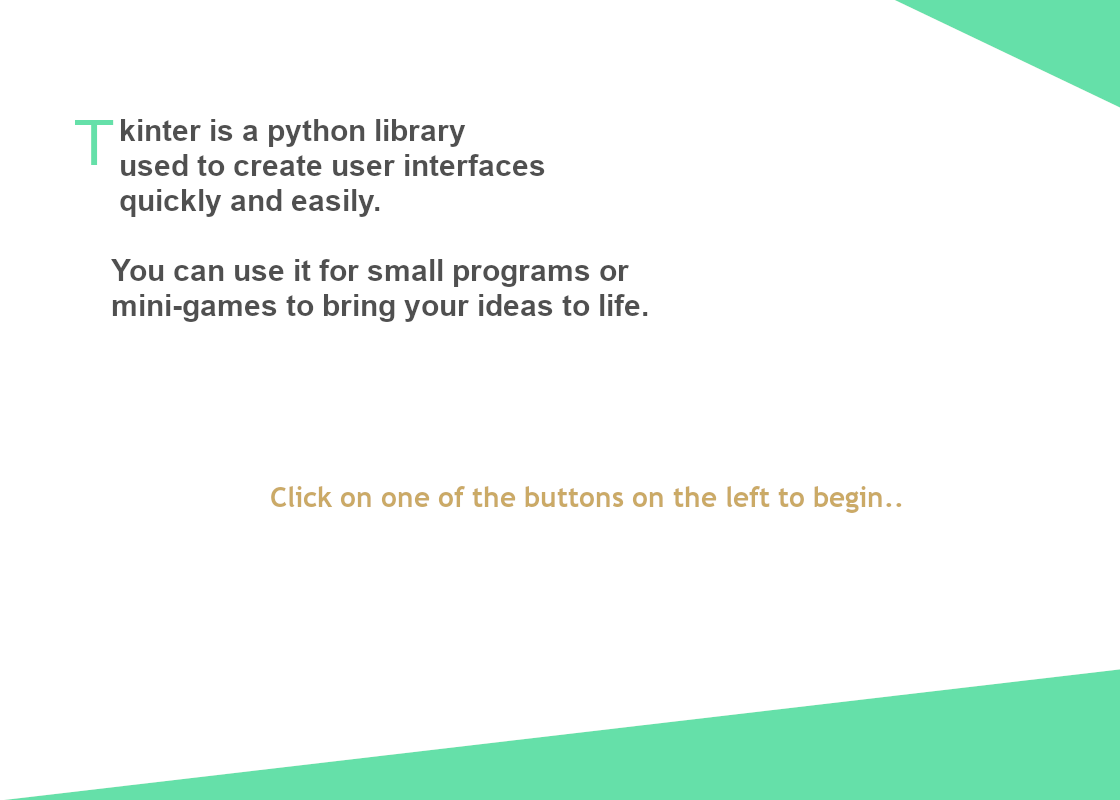 Tkinter is a python library
used to create user interfaces
quickly and easily.
You can use it for small programs or
mini-games to bring your ideas to life.
Click on one of the buttons on the left to begin..